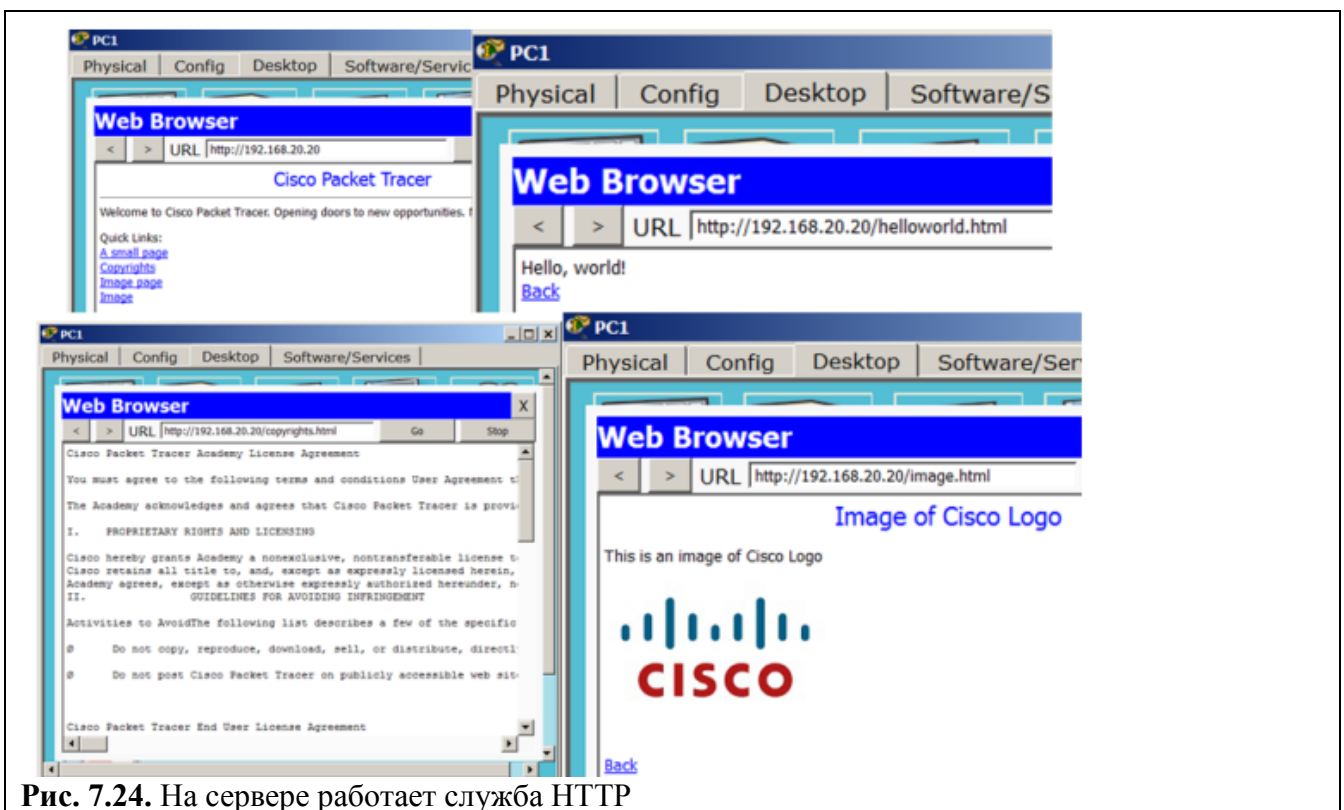 PC1
Physical Config Desktop Software/Servic
Web Browser
< > URL http://192.168.20.20
Cisco Packet Tracer
Welcome to Cisco Packet Tracer. Opening doors to new opportunities.
Quick Links:
A small page
Copyrights
Image page
Image
PC1
Physical Config Desktop Software/S
Web Browser
< > URL http://192.168.20.20/helloworld.html
Hello, world!
Back
PC1
Physical Config Desktop Software/Services
Web Browser X
< > URL http://192.168.20.20/copyrights.html Go Stop
Cisco Packet Tracer Academy License Agreement
You must agree to the following terms and conditions User Agreement
The Academy acknowledges and agrees that Cisco Packet Tracer is provi
I. PROPRIETARY RIGHTS AND LICENSING
Cisco hereby grants Academy a nonexclusive, nontransferable license t
Cisco retains all title to, and, except as expressly licensed herein,
Academy agrees, except as otherwise expressly authorized hereunder, n
II. GUIDELINES FOR AVOIDING INFRINGEMENT
Activities to AvoidThe following list describes a few of the specific
Ø Do not copy, reproduce, download, sell, or distribute, directl
Ø Do not post Cisco Packet Tracer on publicly accessible web sit
Cisco Packet Tracer End User License Agreement
PC1
Physical Config Desktop Software/Ser
Web Browser
< > URL http://192.168.20.20/image.html
Image of Cisco Logo
This is an image of Cisco Logo
CISCO
Back
Рис. 7.24. На сервере работает служба HTTP